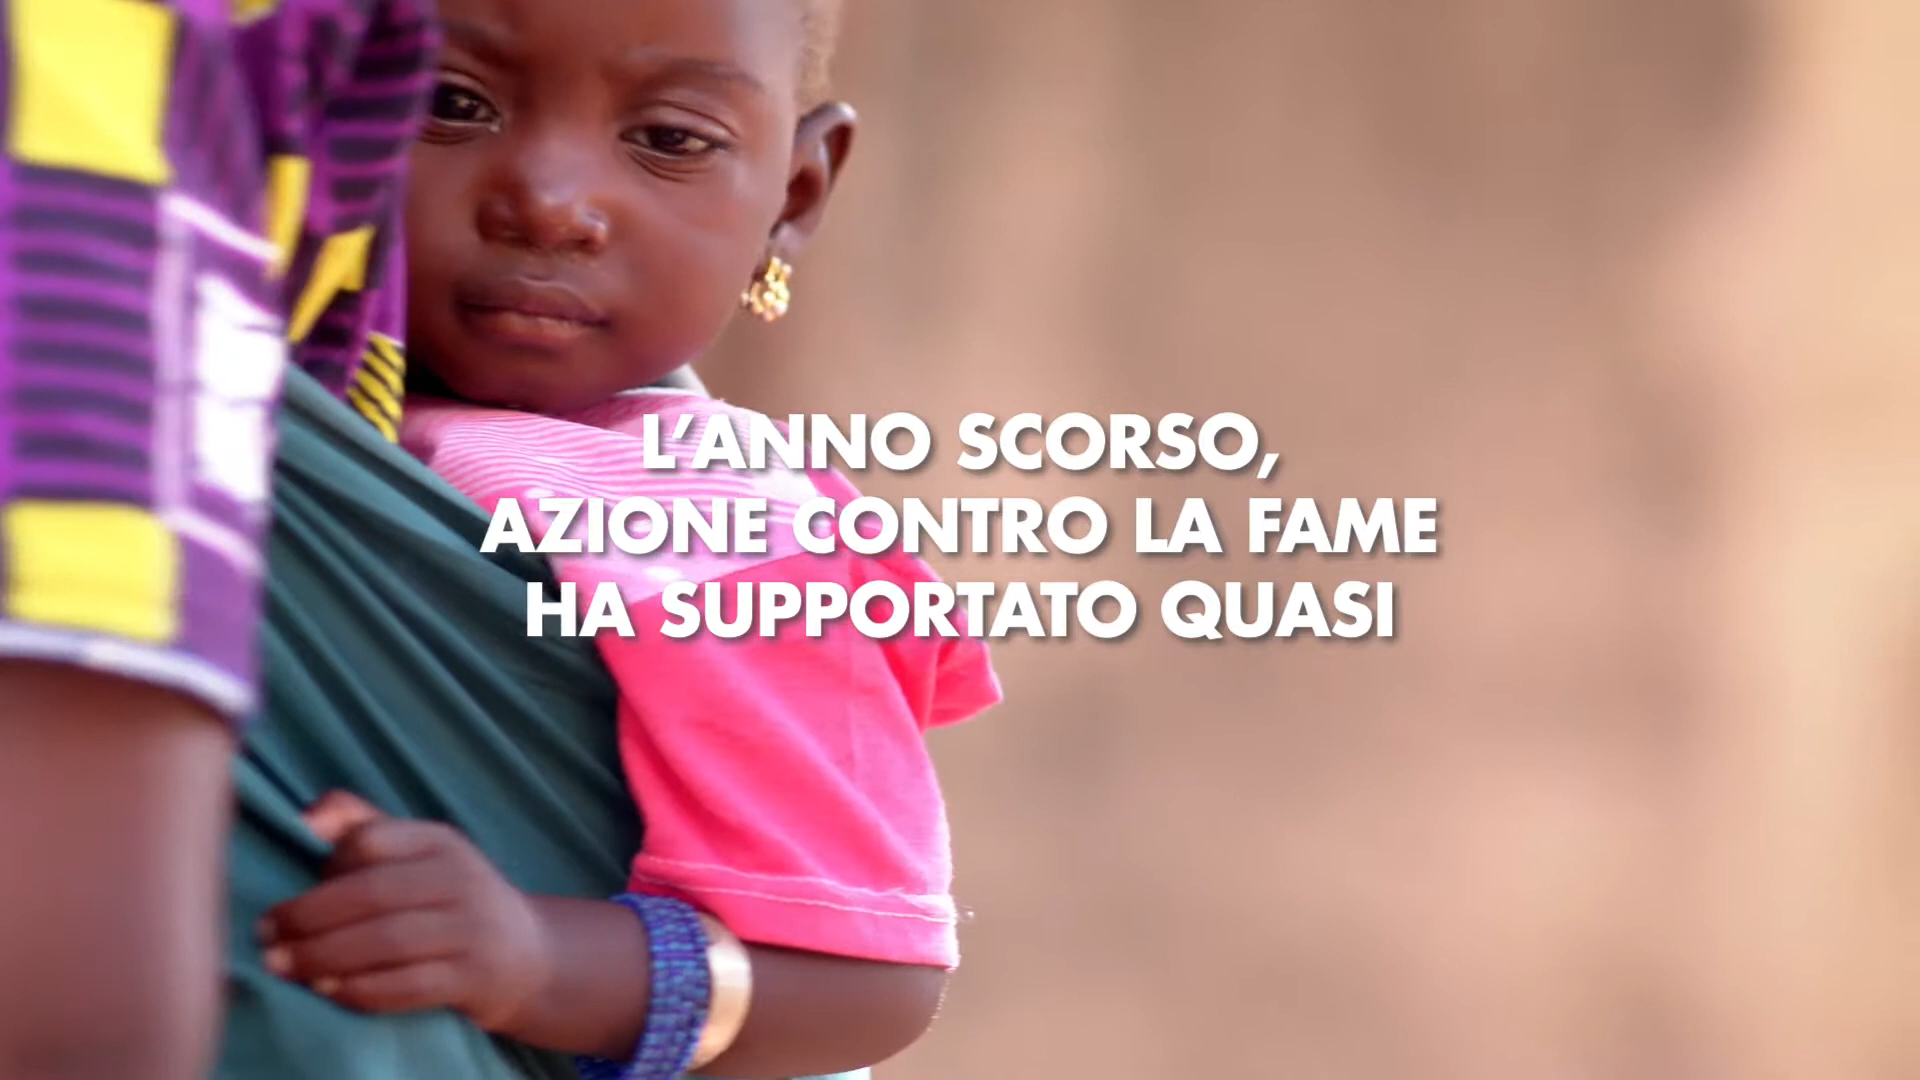 L’ANNO SCORSO,
AZIONE CONTRO LA FAME
HA SUPPORTATO QUASI